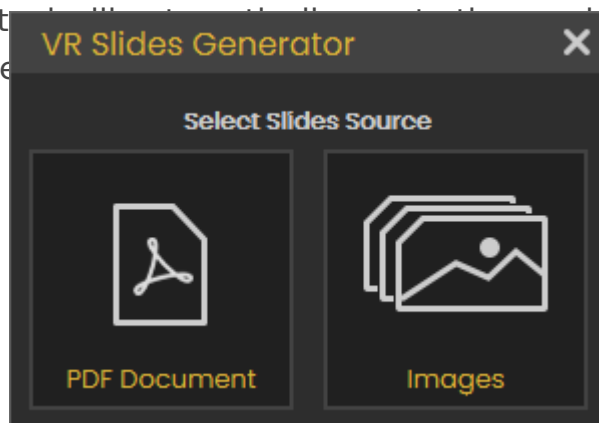 VR Slides Generator
Select Slides Source
PDF Document
Images